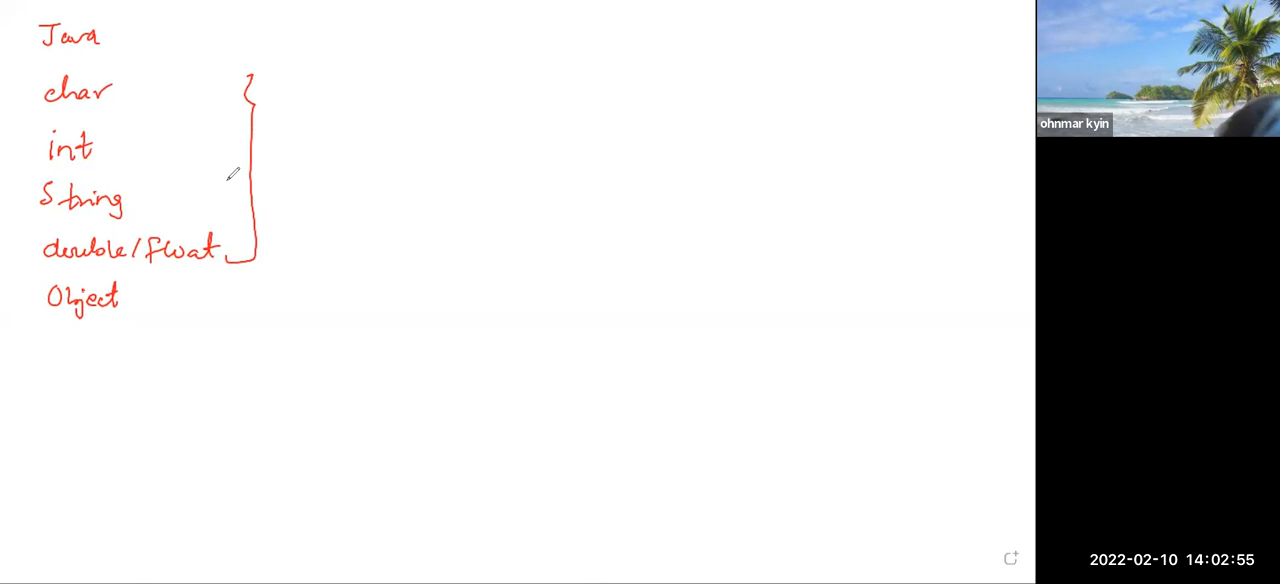 Java
char
int
String
double/float
Object
ohnmar kyin
2022-02-10 14:02:55